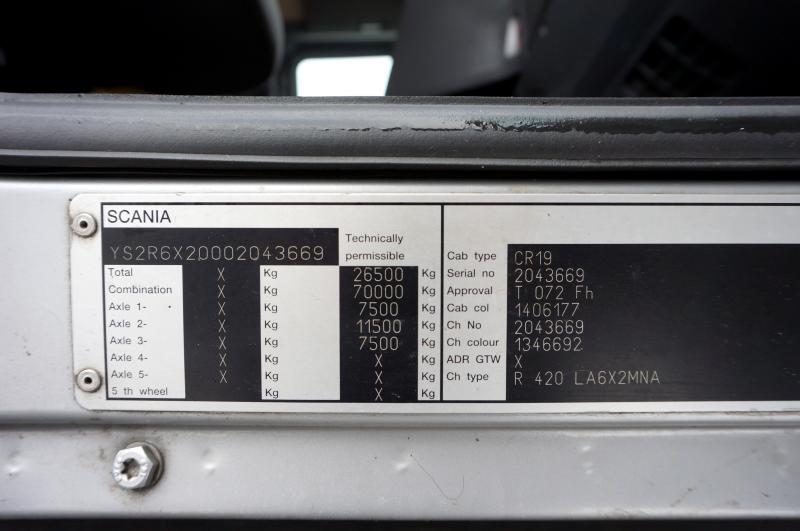 SCANIA
YS2R6X20002043669
Technically
permissible
Total X Kg 26500 Kg
Combination X Kg 70000 Kg
Axle 1- X Kg 7500 Kg
Axle 2- X Kg 11500 Kg
Axle 3- X Kg 7500 Kg
Axle 4- X Kg X Kg
Axle 5- X Kg X Kg
5 th wheel Kg X Kg
Cab type CR19
Serial no 2043669
Approval T 072 Fh
Cab col 1406177
Ch No 2043669
Ch colour 1346692
ADR GTW X
Ch type R 420 LA6X2MNA